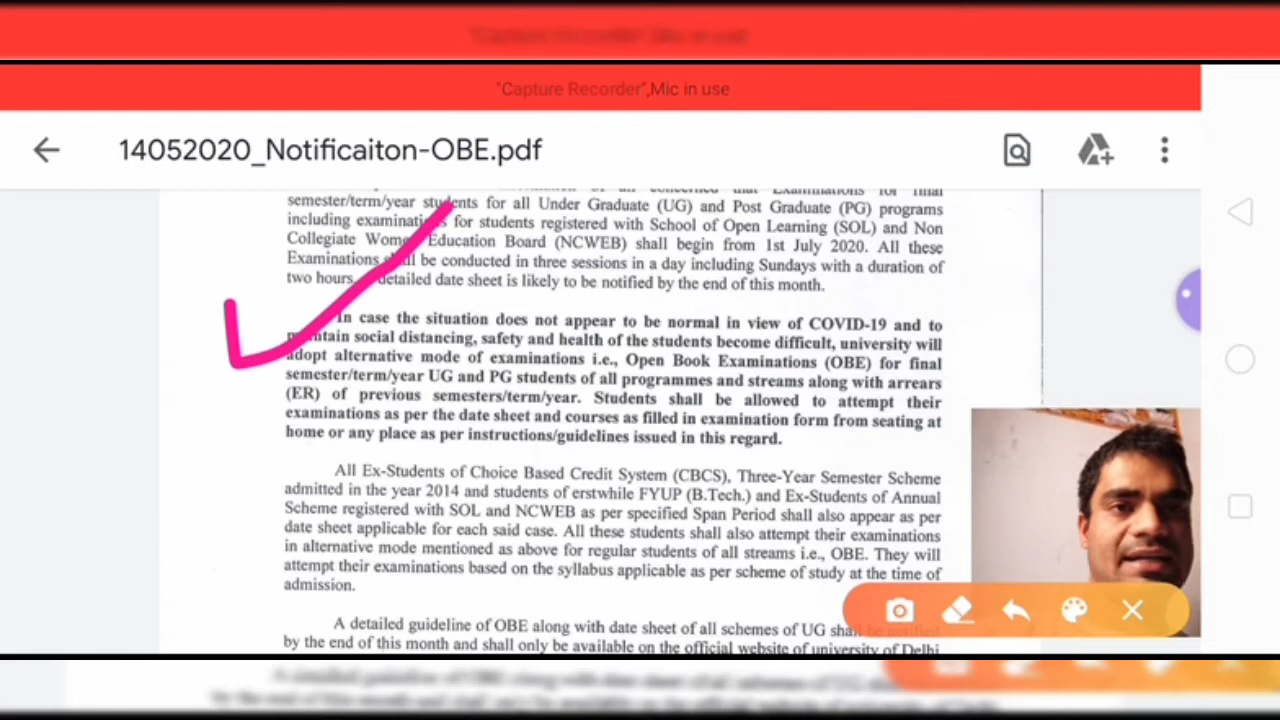 "Capture Recorder",Mic in use
14052020_Notificaiton-OBE.pdf
concerned that Examinations for final
semester/term/year students for all Under Graduate (UG) and Post Graduate (PG) programs
including examinations for students registered with School of Open Learning (SOL) and Non
Collegiate Women Education Board (NCWEB) shall begin from 1st July 2020. All these
Examinations shall be conducted in three sessions in a day including Sundays with a duration of
two hours. detailed date sheet is likely to be notified by the end of this month.
In case the situation does not appear to be normal in view of COVID-19 and to
maintain social distancing, safety and health of the students become difficult, university will
adopt alternative mode of examinations i.e., Open Book Examinations (OBE) for final
semester/term/year UG and PG students of all programmes and streams along with arrears
(ER) of previous semesters/term/year. Students shall be allowed to attempt their
examinations as per the date sheet and courses as filled in examination form from seating at
home or any place as per instructions/guidelines issued in this regard.
All Ex-Students of Choice Based Credit System (CBCS), Three-Year Semester Scheme
admitted in the year 2014 and students of erstwhile FYUP (B.Tech.) and Ex-Students of Annual
Scheme registered with SOL and NCWEB as per specified Span Period shall also appear as per
date sheet applicable for each said case. All these students shall also attempt their examinations
in alternative mode mentioned as above for regular students of all streams i.e., OBE. They will
attempt their examinations based on the syllabus applicable as per scheme of study at the time of
admission.
A detailed guideline of OBE along with date sheet of all schemes of UG shall be notified
by the end of this month and shall only be available on the official website of university of Delhi